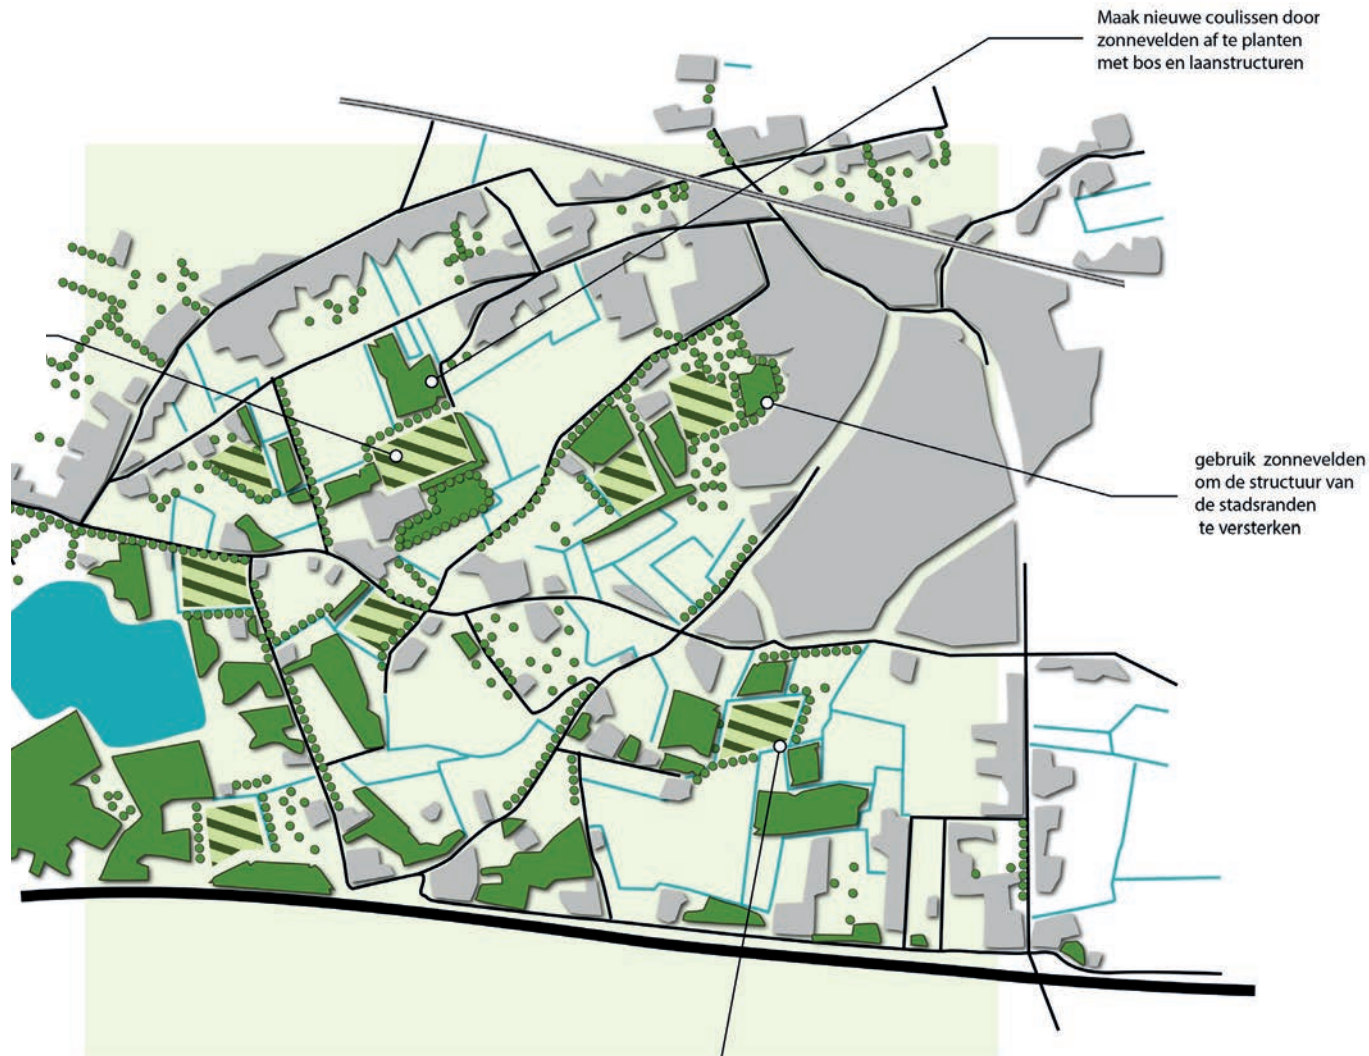 Maak nieuwe coulissen door
zonnevelden af te planten
met bos en laanstructuren
gebruik zonnevelden
om de structuur van
de stadsranden
te versterken